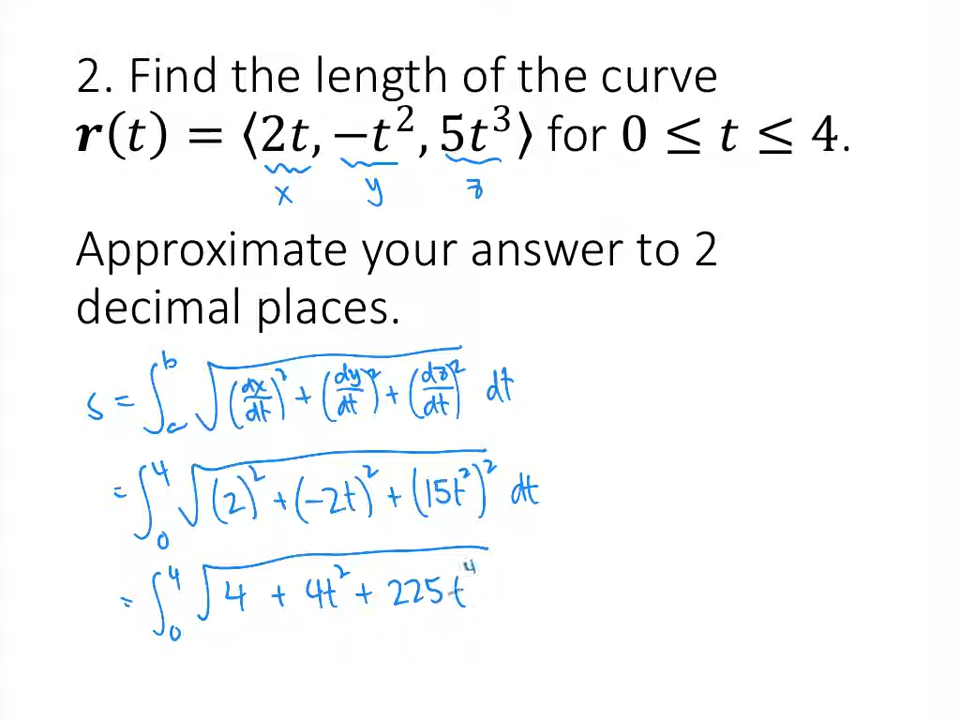 2. Find the length of the curve
𝒓(𝑡) = ⟨2𝑡, −𝑡², 5𝑡³⟩ for 0 ≤ 𝑡 ≤ 4.
x y z
Approximate your answer to 2
decimal places.
s = ∫ₐᵇ √((dx/dt)² + (dy/dt)² + (dz/dt)²) dt
= ∫₀⁴ √((2)² + (-2t)² + (15t²)²) dt
= ∫₀⁴ √(4 + 4t² + 225t⁴)